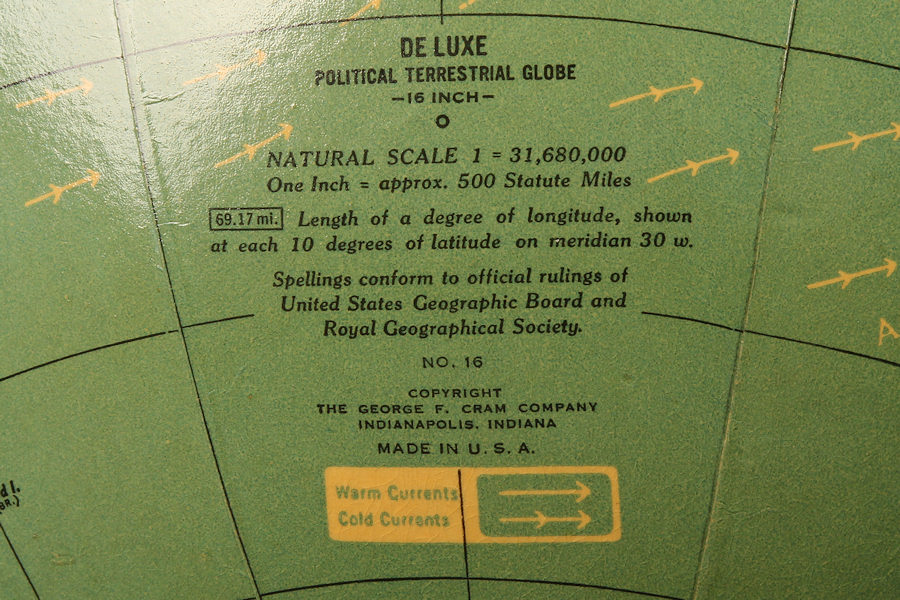 DE LUXE
POLITICAL TERRESTRIAL GLOBE
—16 INCH—
NATURAL SCALE 1 = 31,680,000
One Inch = approx. 500 Statute Miles
69.17 mi. Length of a degree of longitude, shown
at each 10 degrees of latitude on meridian 30 w.
Spellings conform to official rulings of
United States Geographic Board and
Royal Geographical Society.
NO. 16
COPYRIGHT
THE GEORGE F. CRAM COMPANY
INDIANAPOLIS, INDIANA
MADE IN U. S. A.
Warm Currents
Cold Currents
d I.
BR.)
A